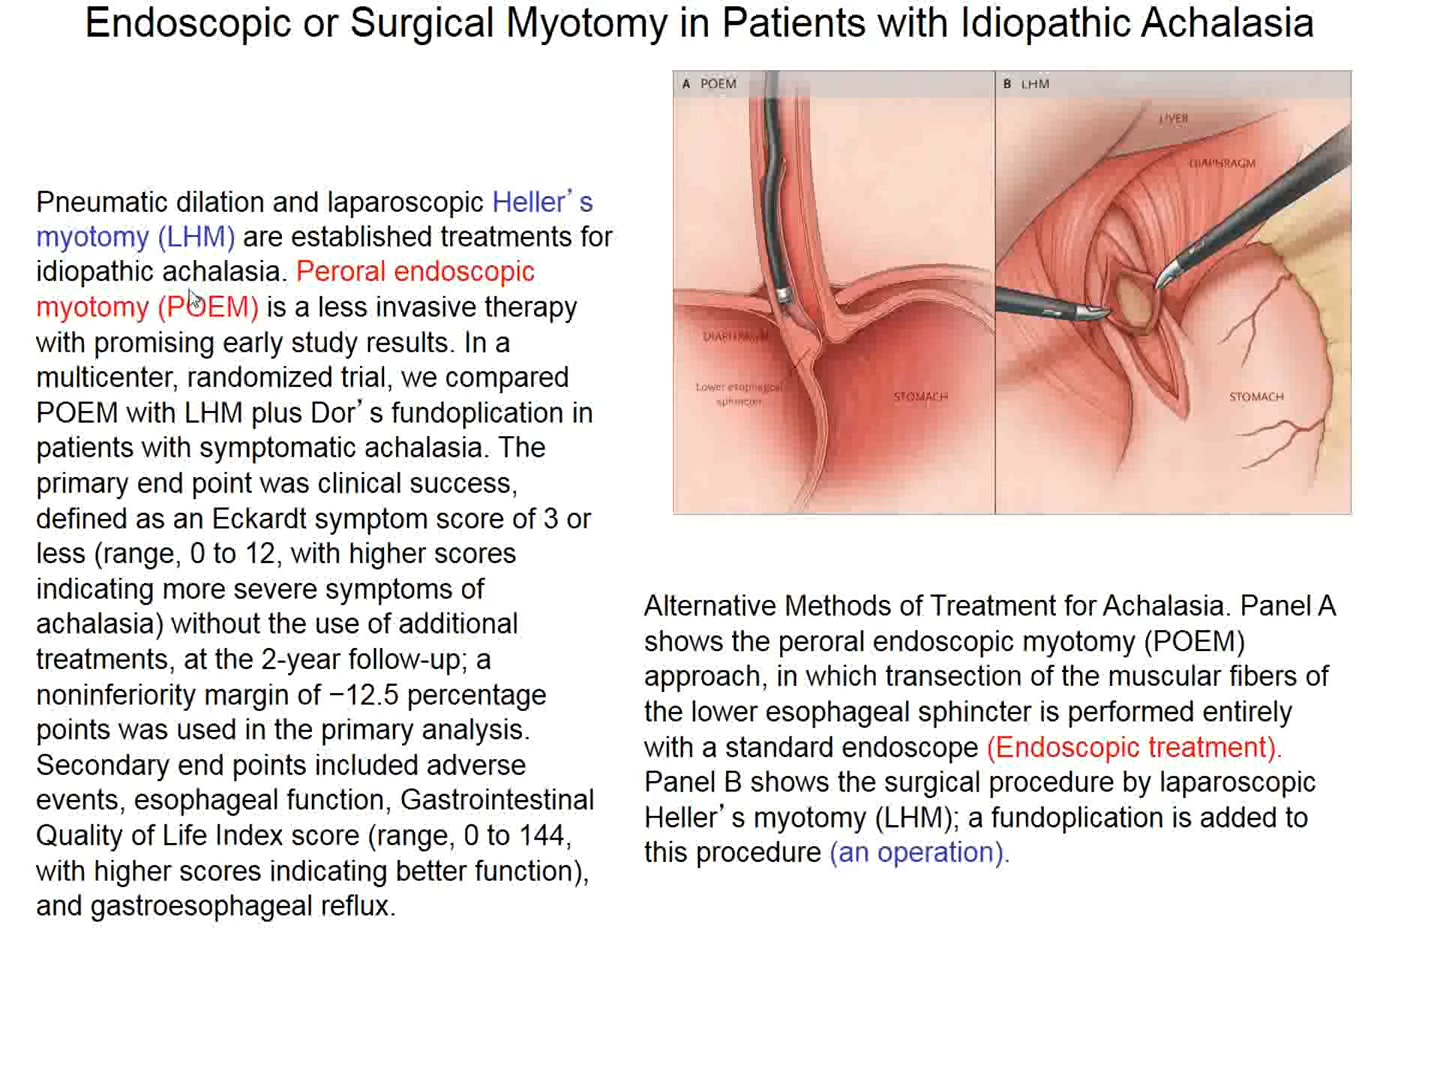 Endoscopic or Surgical Myotomy in Patients with Idiopathic Achalasia
Pneumatic dilation and laparoscopic Heller’s
myotomy (LHM) are established treatments for
idiopathic achalasia. Peroral endoscopic
myotomy (POEM) is a less invasive therapy
with promising early study results. In a
multicenter, randomized trial, we compared
POEM with LHM plus Dor’s fundoplication in
patients with symptomatic achalasia. The
primary end point was clinical success,
defined as an Eckardt symptom score of 3 or
less (range, 0 to 12, with higher scores
indicating more severe symptoms of
achalasia) without the use of additional
treatments, at the 2-year follow-up; a
noninferiority margin of −12.5 percentage
points was used in the primary analysis.
Secondary end points included adverse
events, esophageal function, Gastrointestinal
Quality of Life Index score (range, 0 to 144,
with higher scores indicating better function),
and gastroesophageal reflux.
A POEM
DIAPHRAGM
Lower esophageal
sphincter
STOMACH
B LHM
LIVER
DIAPHRAGM
STOMACH
Alternative Methods of Treatment for Achalasia. Panel A
shows the peroral endoscopic myotomy (POEM)
approach, in which transection of the muscular fibers of
the lower esophageal sphincter is performed entirely
with a standard endoscope (Endoscopic treatment).
Panel B shows the surgical procedure by laparoscopic
Heller’s myotomy (LHM); a fundoplication is added to
this procedure (an operation).